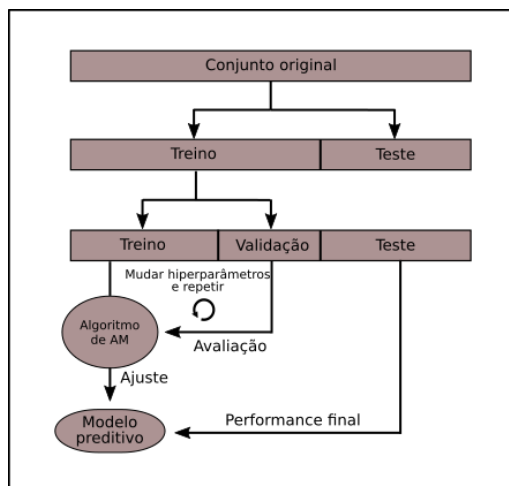 Conjunto original
Treino
Teste
Treino
Validação
Teste
Mudar hiperparâmetros
e repetir
Algoritmo
de AM
Avaliação
Ajuste
Modelo
preditivo
Performance final